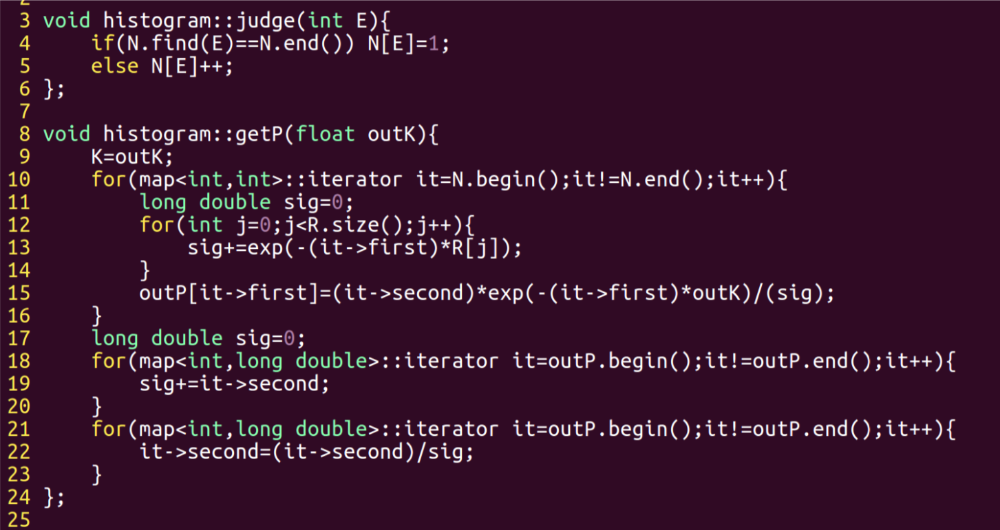 3 void histogram::judge(int E){
4     if(N.find(E)==N.end()) N[E]=1;
5     else N[E]++;
6 };
7
8 void histogram::getP(float outK){
9     K=outK;
10     for(map<int,int>::iterator it=N.begin();it!=N.end();it++){
11         long double sig=0;
12         for(int j=0;j<R.size();j++){
13             sig+=exp(-(it->first)*R[j]);
14         }
15         outP[it->first]=(it->second)*exp(-(it->first)*outK)/(sig);
16     }
17     long double sig=0;
18     for(map<int,long double>::iterator it=outP.begin();it!=outP.end();it++){
19         sig+=it->second;
20     }
21     for(map<int,long double>::iterator it=outP.begin();it!=outP.end();it++){
22         it->second=(it->second)/sig;
23     }
24 };
25